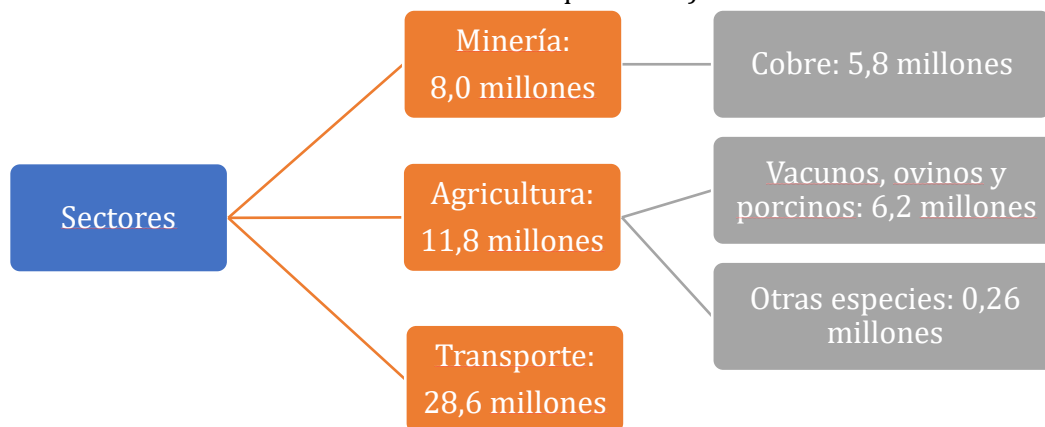 Minería:
8,0 millones
Cobre: 5,8 millones
Sectores
Agricultura:
11,8 millones
Vacunos, ovinos y
porcinos: 6,2 millones
Otras especies: 0,26
millones
Transporte:
28,6 millones